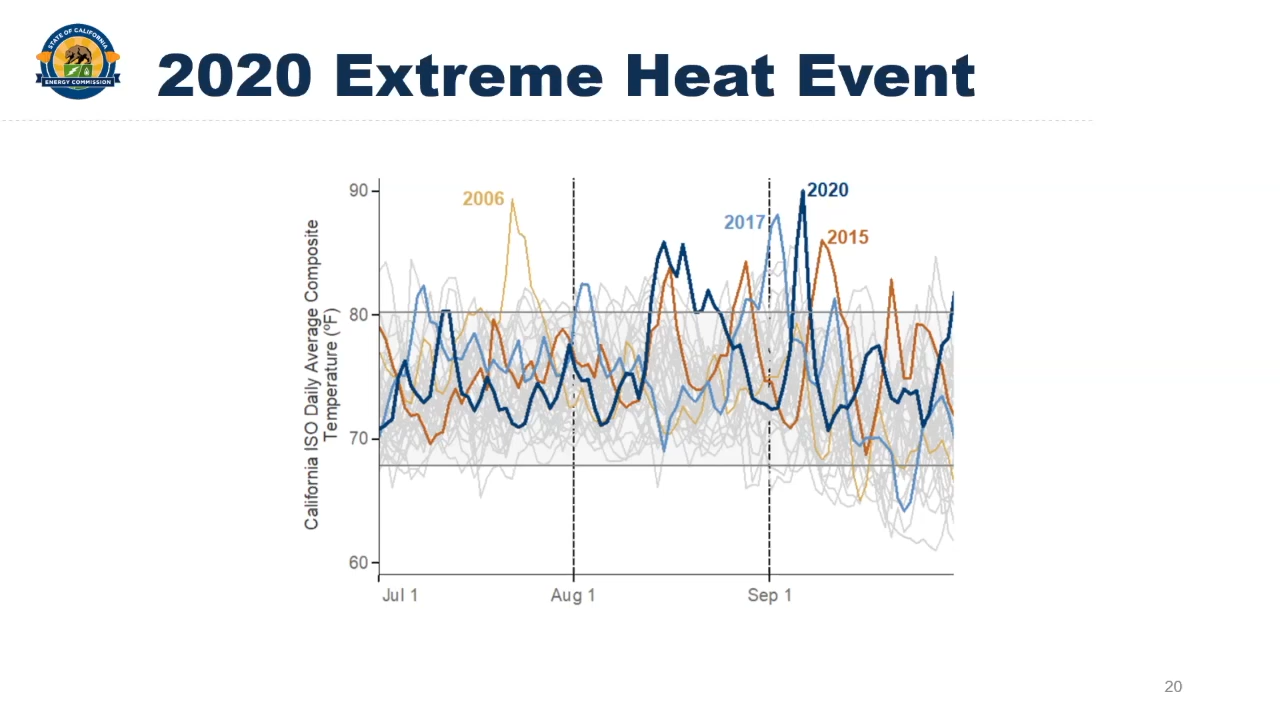 STATE OF CALIFORNIA
ENERGY COMMISSION
2020 Extreme Heat Event
California ISO Daily Average Composite
Temperature (ºF)
90
80
70
60
2006
2017
2020
2015
Jul 1
Aug 1
Sep 1
20